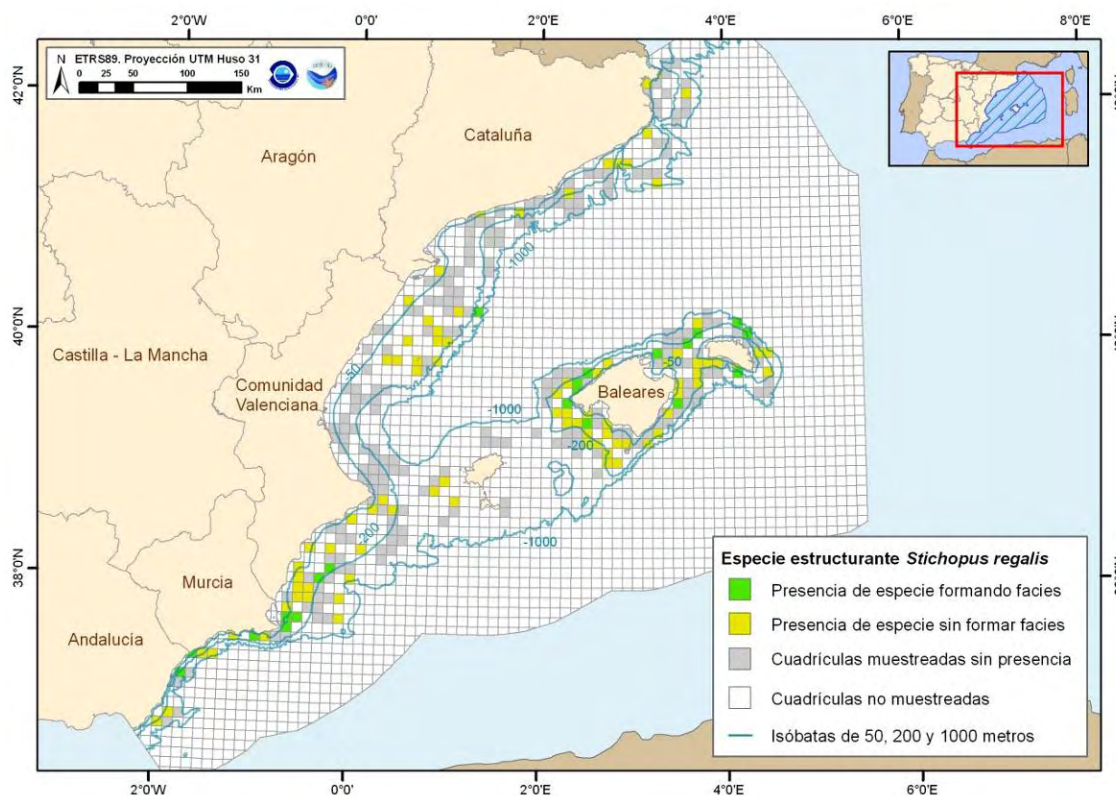 2°0'W 0°0' 2°0'E 4°0'E 6°0'E 8°0'E
ETRS89. Proyección UTM Huso 31
N
0 25 50 100 150
Km
42°0'N
Cataluña
Aragón
-1000
40°0'N
Castilla - La Mancha
Comunidad
Valenciana
-50
-50
Baleares
-1000
-200
-200
-1000
38°0'N
Murcia
Andalucía
Especie estructurante Stichopus regalis
Presencia de especie formando facies
Presencia de especie sin formar facies
Cuadrículas muestreadas sin presencia
Cuadrículas no muestreadas
Isóbatas de 50, 200 y 1000 metros
2°0'W 0°0' 2°0'E 4°0'E 6°0'E